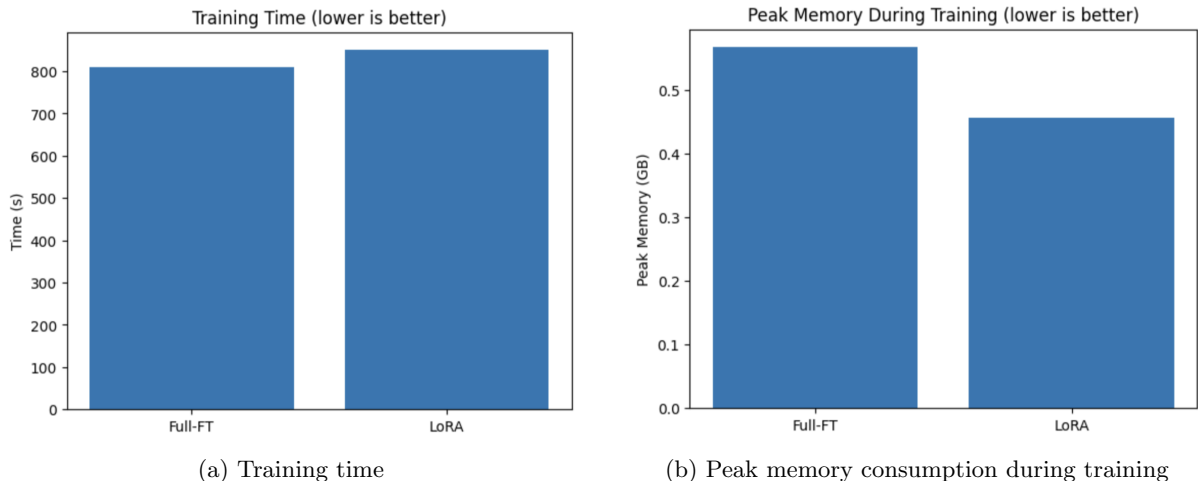 Training Time (lower is better)
800
700
600
500
400
300
200
100
0
Time (s)
Full-FT
LoRA
(a) Training time
Peak Memory During Training (lower is better)
0.5
0.4
0.3
0.2
0.1
0.0
Peak Memory (GB)
Full-FT
LoRA
(b) Peak memory consumption during training